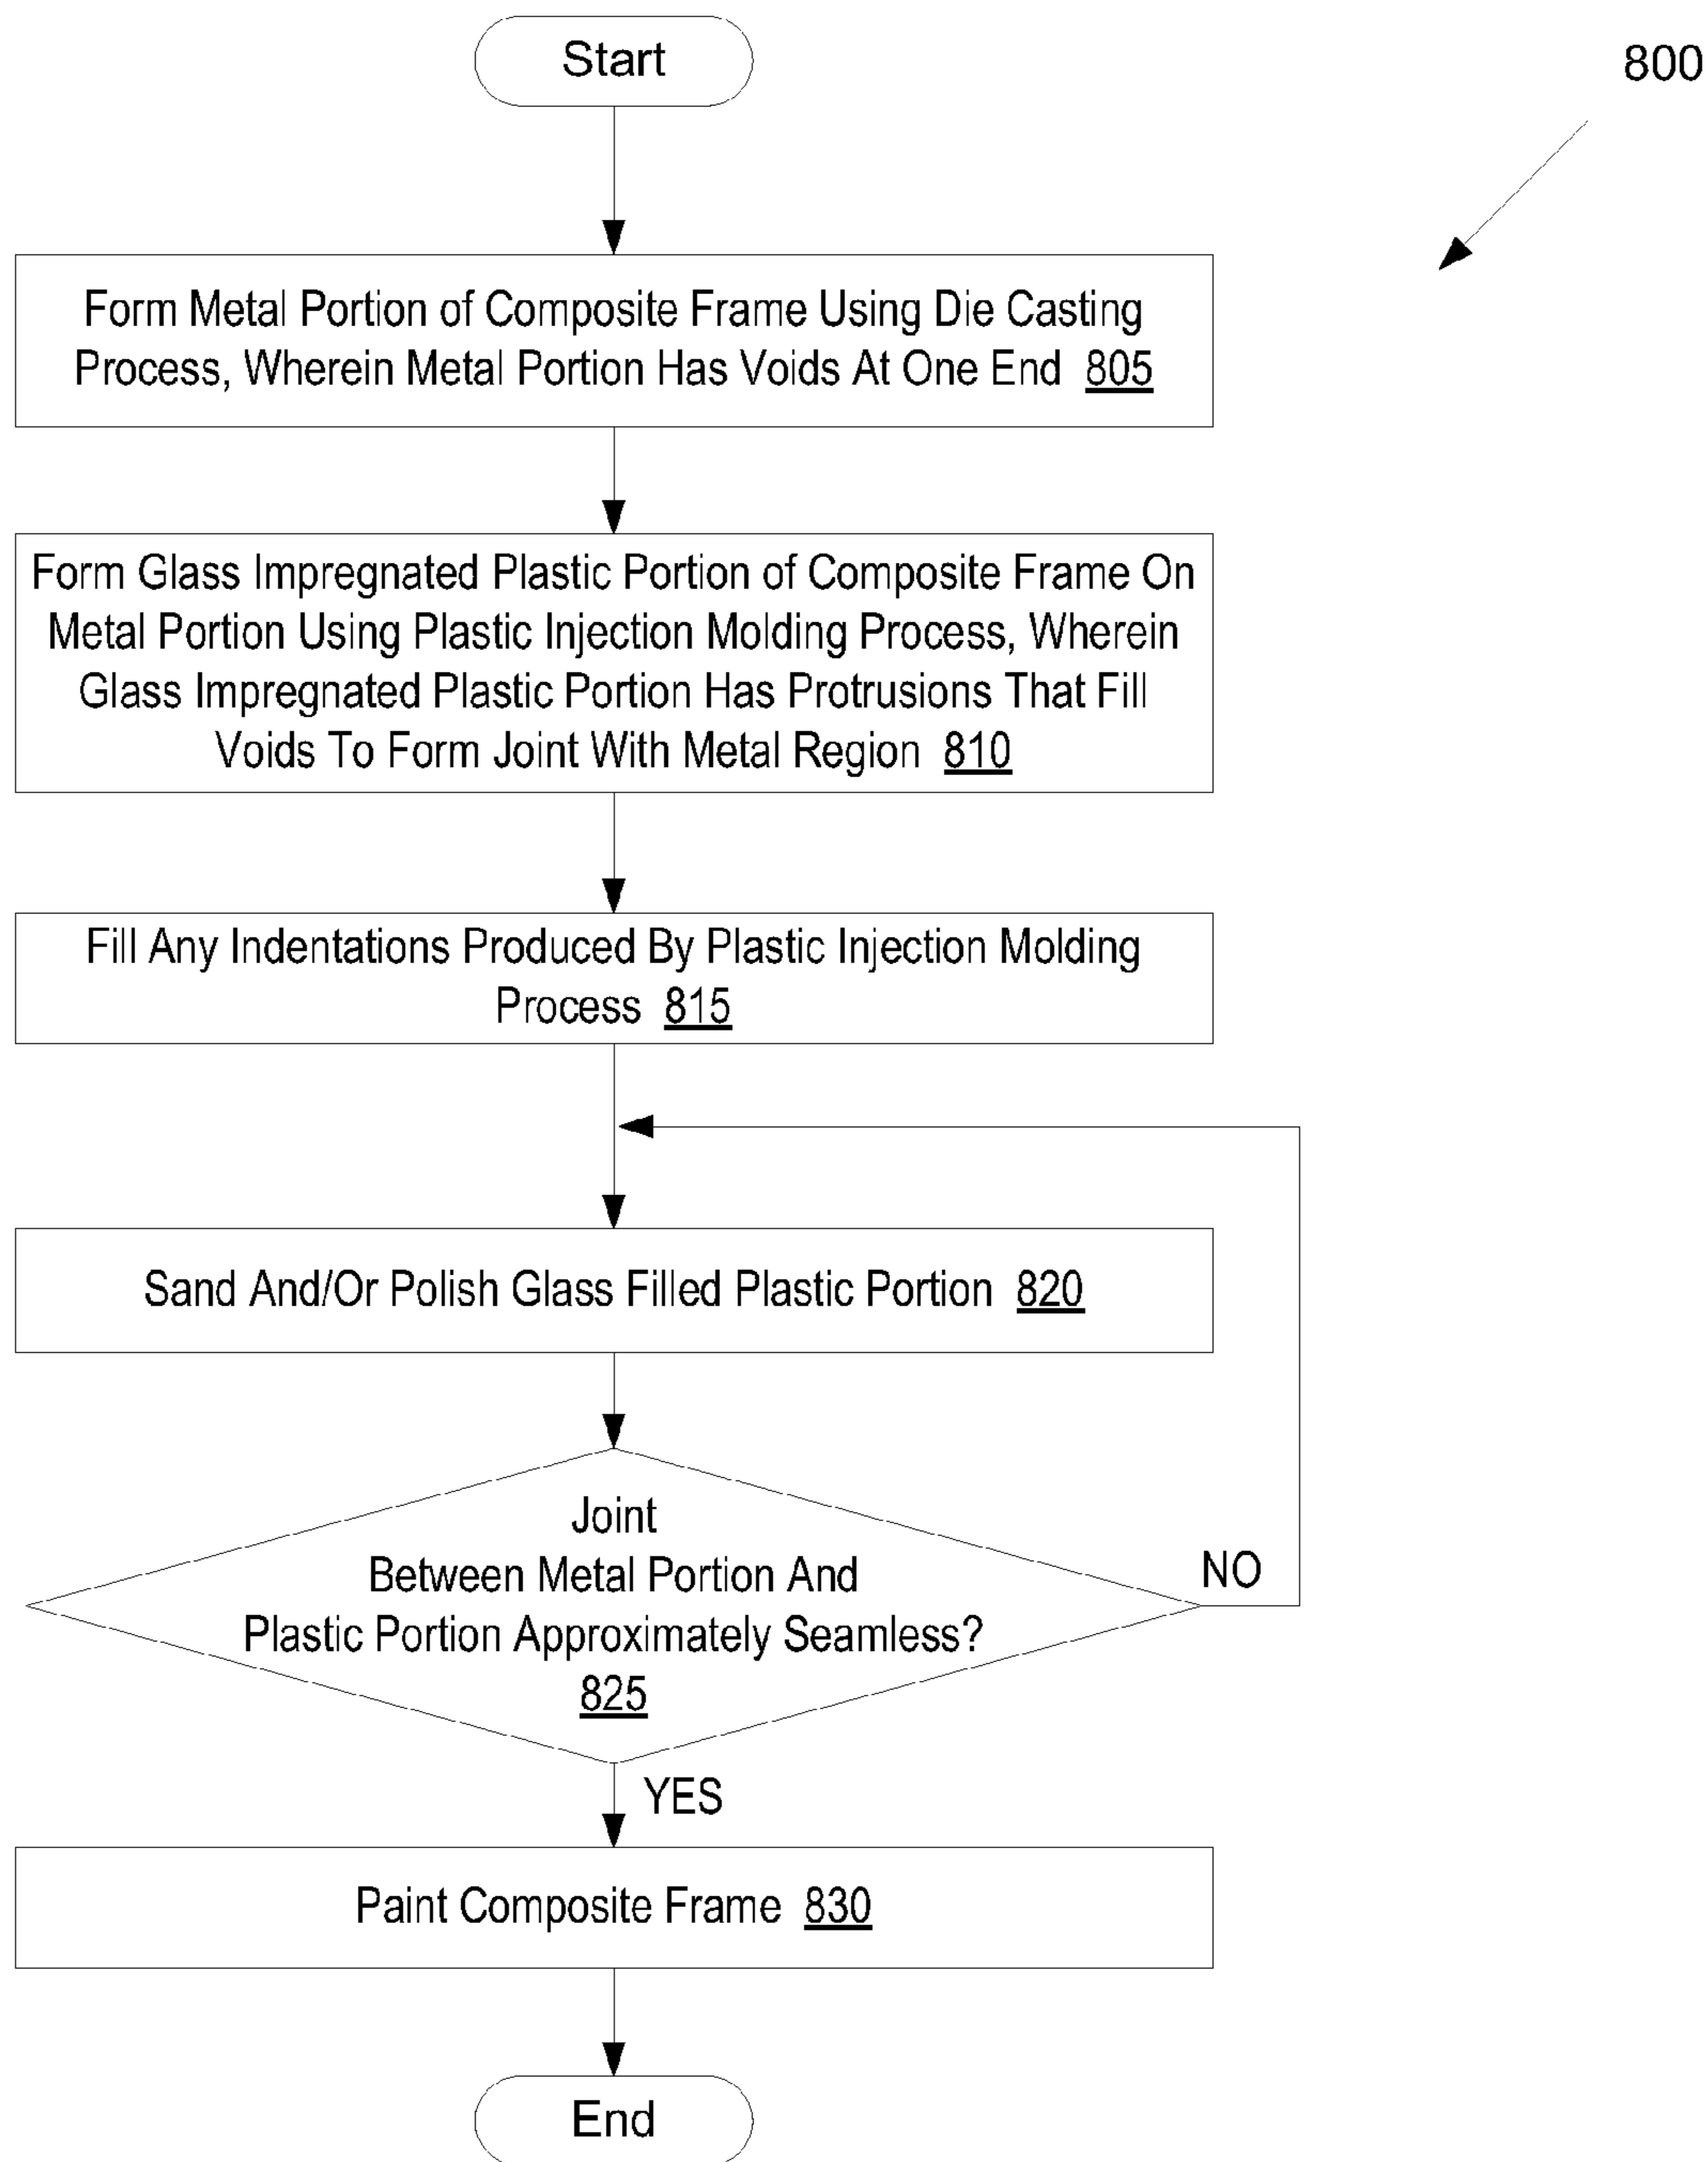 Start
800
Form Metal Portion of Composite Frame Using Die Casting
Process, Wherein Metal Portion Has Voids At One End 805
Form Glass Impregnated Plastic Portion of Composite Frame On
Metal Portion Using Plastic Injection Molding Process, Wherein
Glass Impregnated Plastic Portion Has Protrusions That Fill
Voids To Form Joint With Metal Region 810
Fill Any Indentations Produced By Plastic Injection Molding
Process 815
Sand And/Or Polish Glass Filled Plastic Portion 820
Joint
Between Metal Portion And
Plastic Portion Approximately Seamless?
825
NO
YES
Paint Composite Frame 830
End